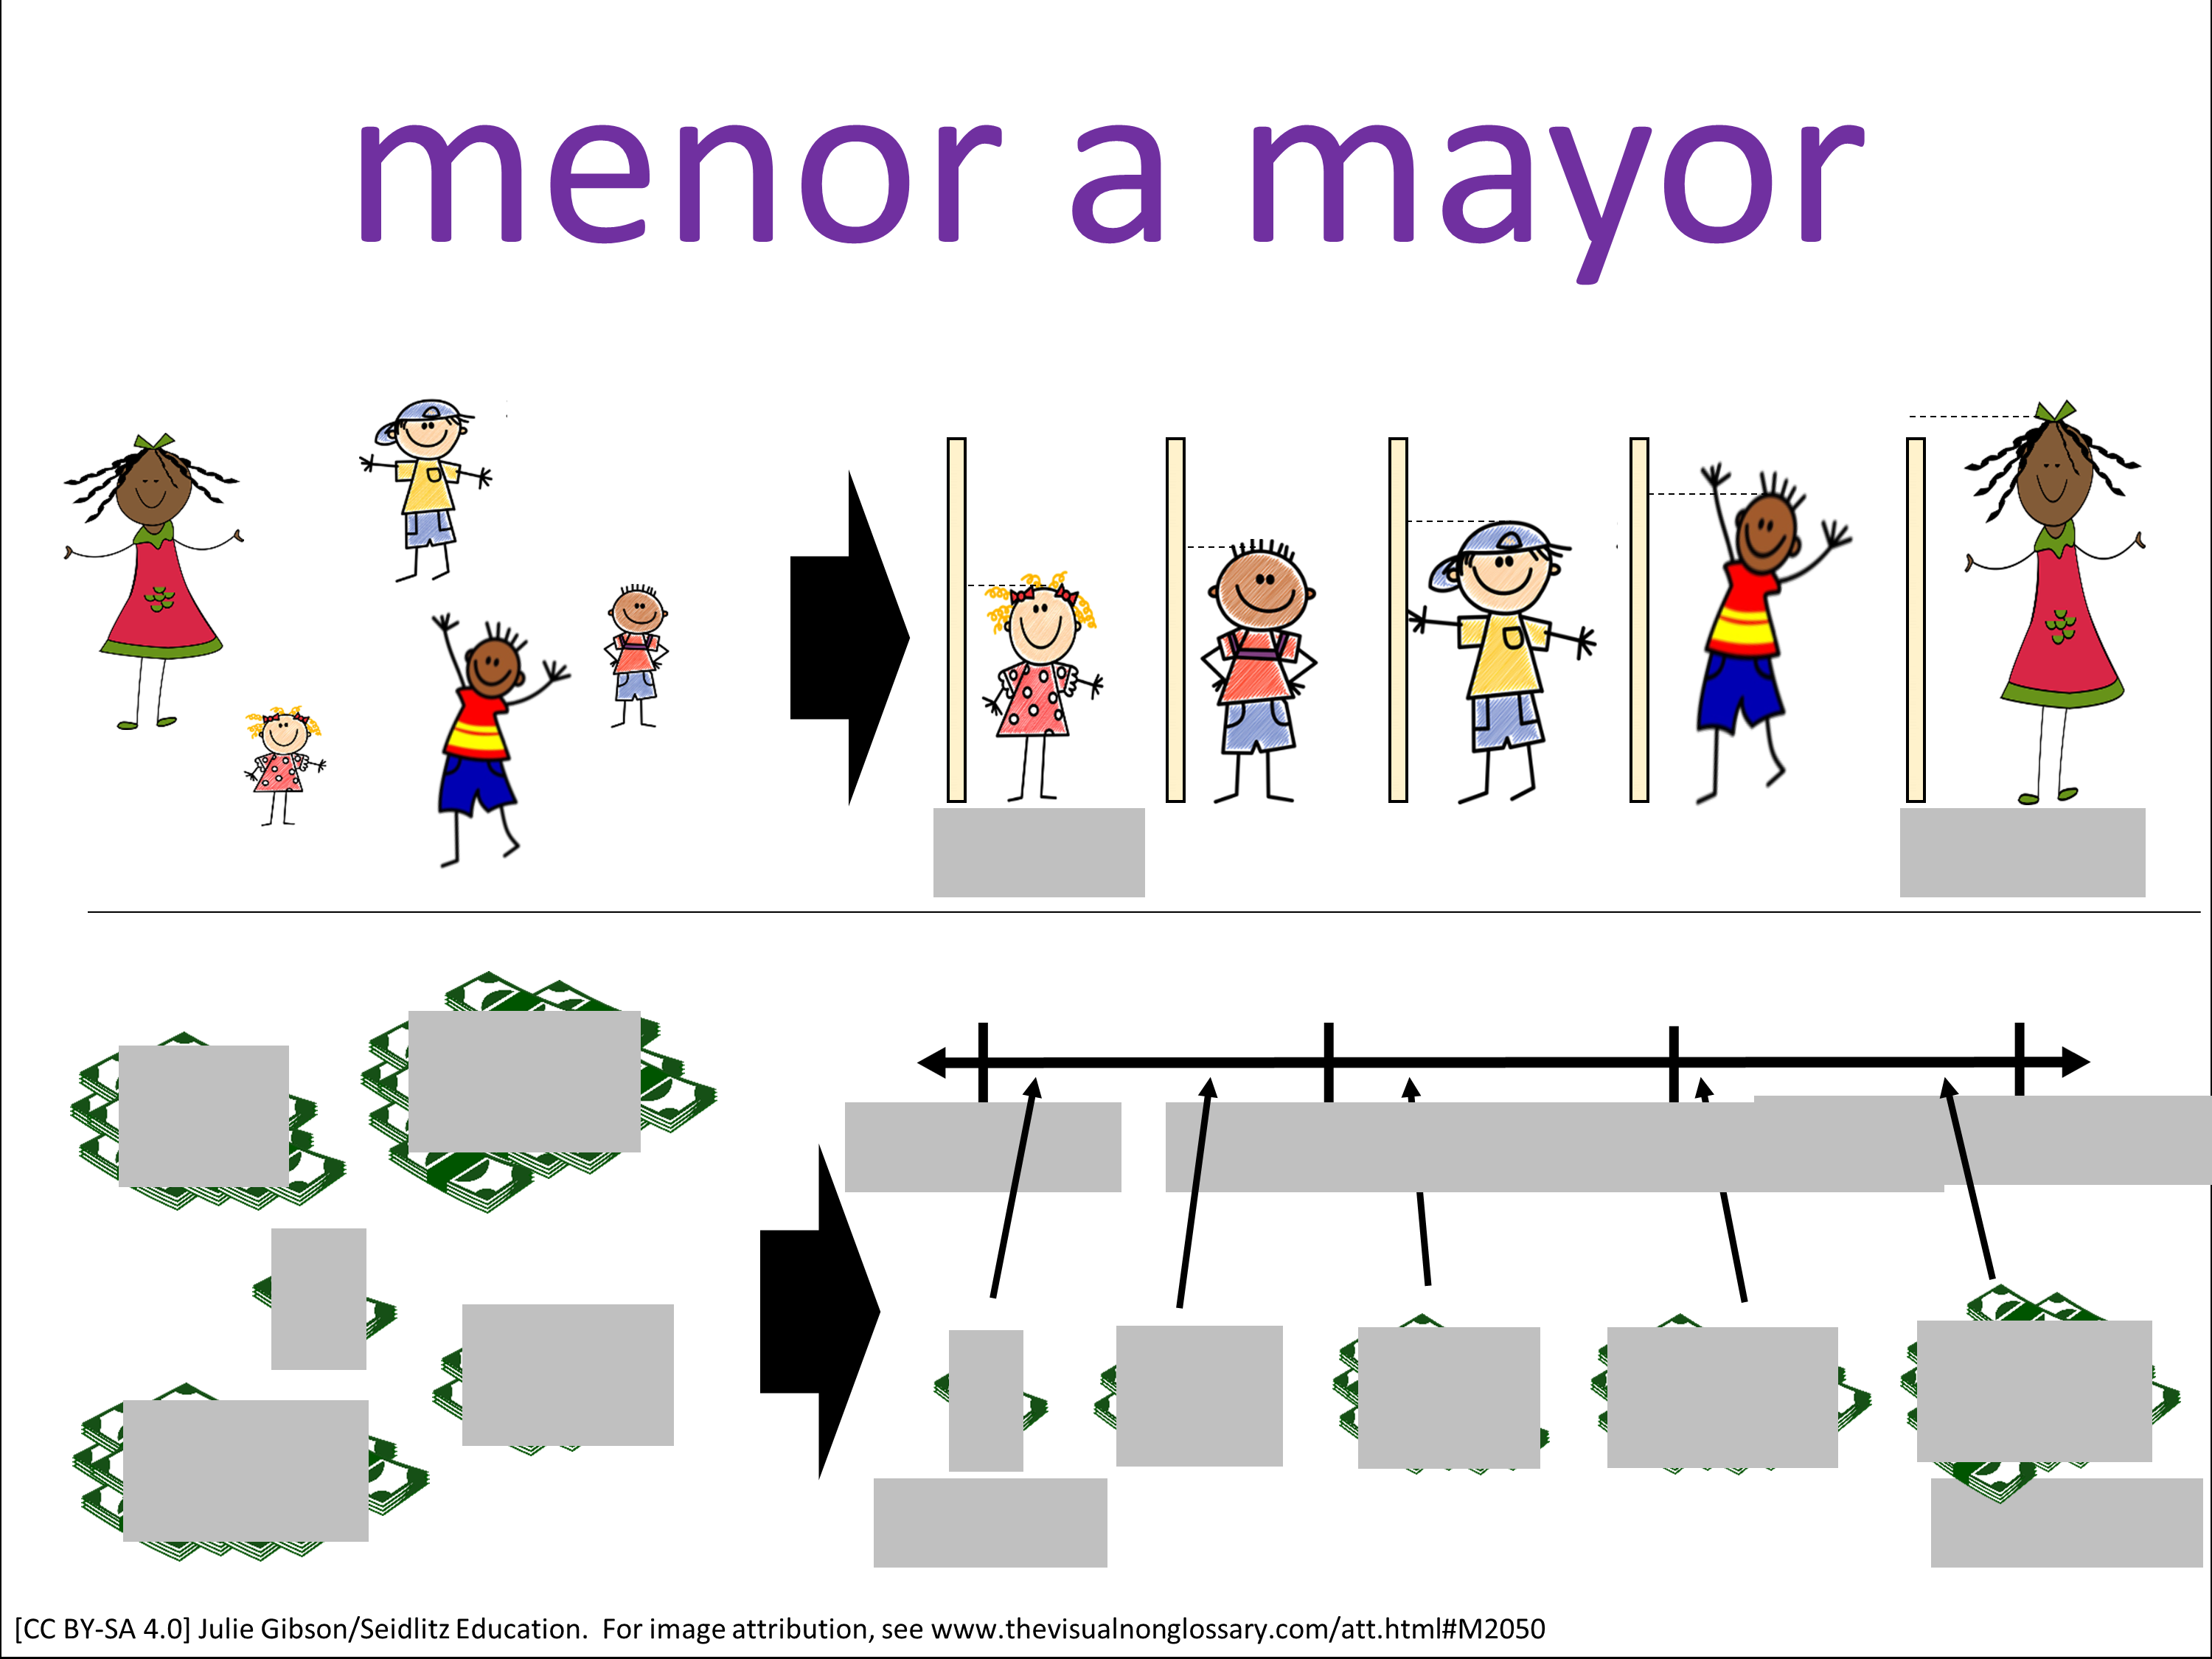 menor a mayor
[CC BY-SA 4.0] Julie Gibson/Seidlitz Education.  For image attribution, see www.thevisualnonglossary.com/att.html#M2050